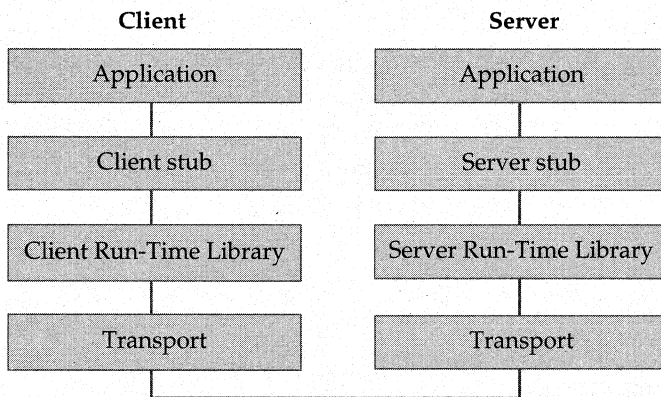 Client
Server
Application
Application
Client stub
Server stub
Client Run-Time Library
Server Run-Time Library
Transport
Transport